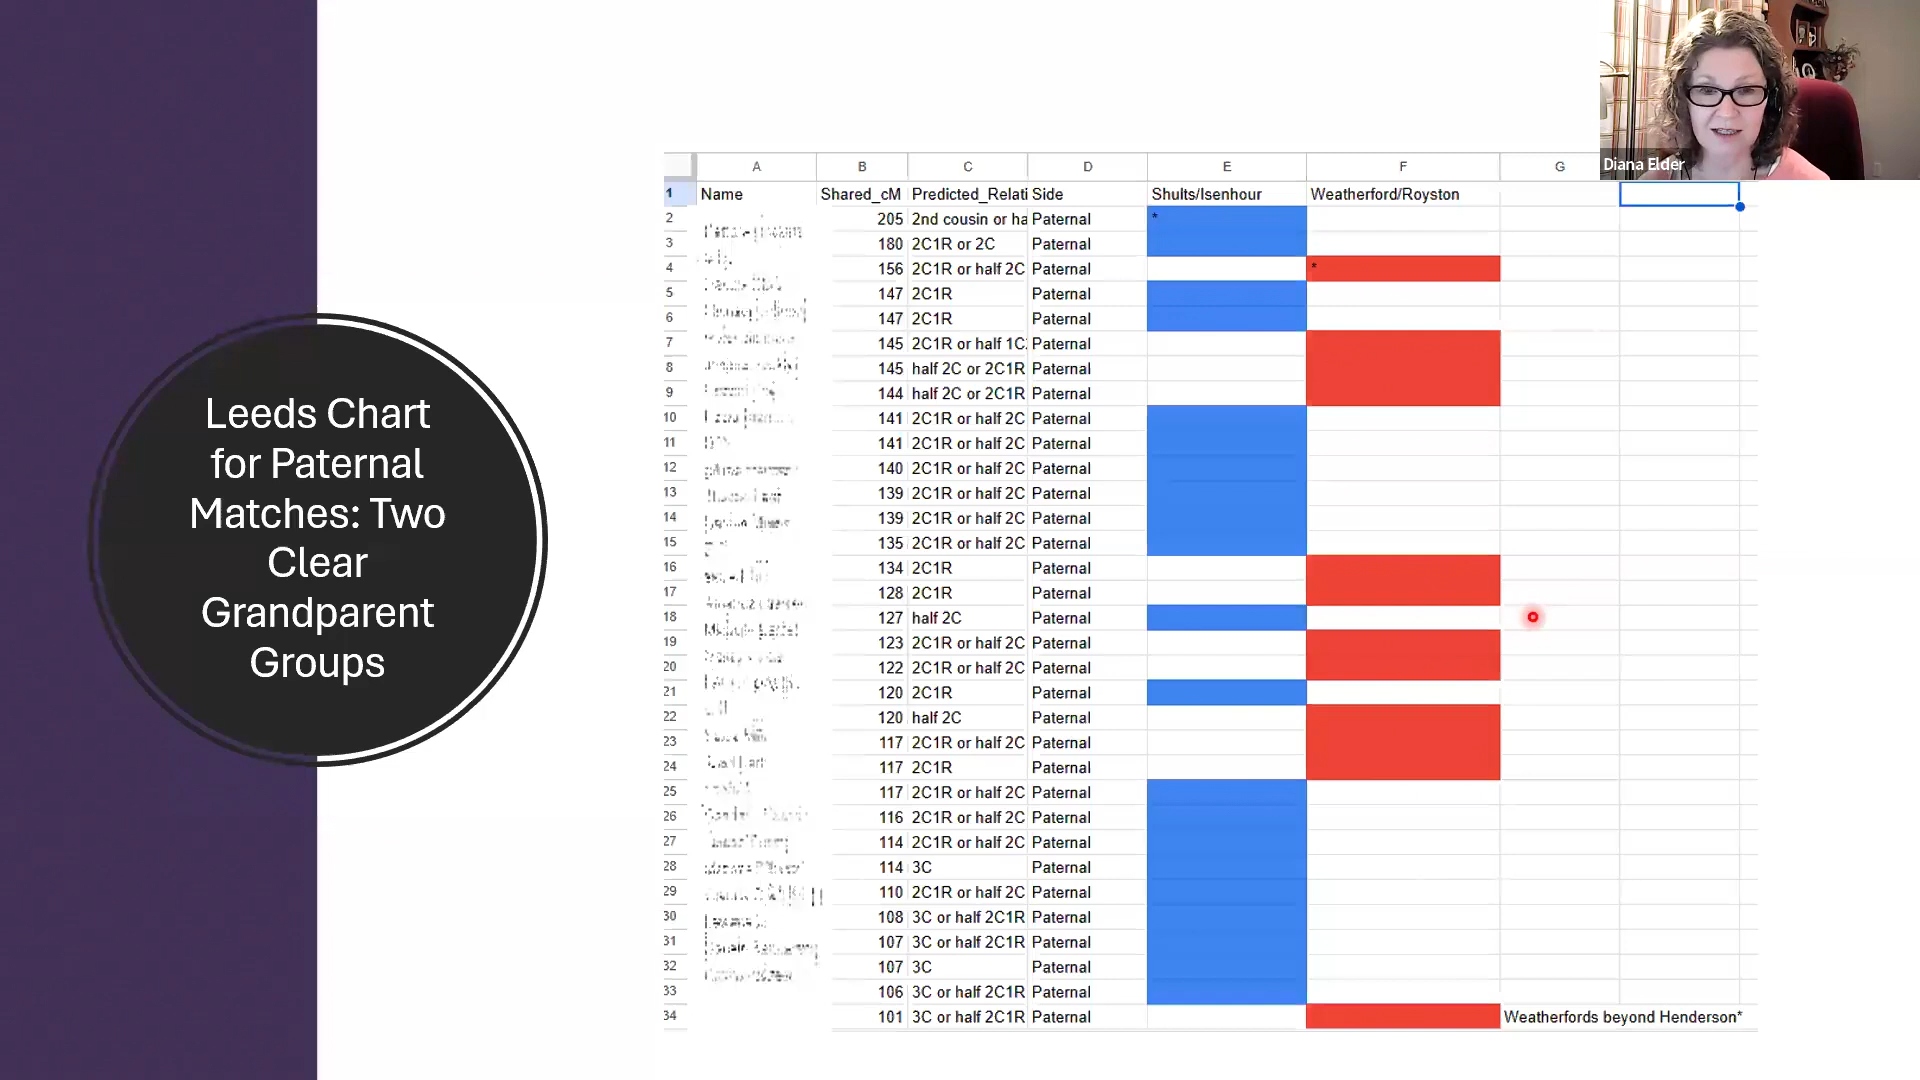 Diana Elder
Leeds Chart
for Paternal
Matches: Two
Clear
Grandparent
Groups
A B C D E F G
1 Name Shared_cM Predicted_Relati Side Shults/Isenhour Weatherford/Royston
2 205 2nd cousin or ha Paternal *
3 180 2C1R or 2C Paternal
4 156 2C1R or half 2C Paternal *
5 147 2C1R Paternal
6 147 2C1R Paternal
7 145 2C1R or half 1C Paternal
8 145 half 2C or 2C1R Paternal
9 144 half 2C or 2C1R Paternal
10 141 2C1R or half 2C Paternal
11 141 2C1R or half 2C Paternal
12 140 2C1R or half 2C Paternal
13 139 2C1R or half 2C Paternal
14 139 2C1R or half 2C Paternal
15 135 2C1R or half 2C Paternal
16 134 2C1R Paternal
17 128 2C1R Paternal
18 127 half 2C Paternal
19 123 2C1R or half 2C Paternal
20 122 2C1R or half 2C Paternal
21 120 2C1R Paternal
22 120 half 2C Paternal
23 117 2C1R or half 2C Paternal
24 117 2C1R Paternal
25 117 2C1R or half 2C Paternal
26 116 2C1R or half 2C Paternal
27 114 2C1R or half 2C Paternal
28 114 3C Paternal
29 110 2C1R or half 2C Paternal
30 108 3C or half 2C1R Paternal
31 107 3C or half 2C1R Paternal
32 107 3C Paternal
33 106 3C or half 2C1R Paternal
34 101 3C or half 2C1R Paternal Weatherfords beyond Henderson*